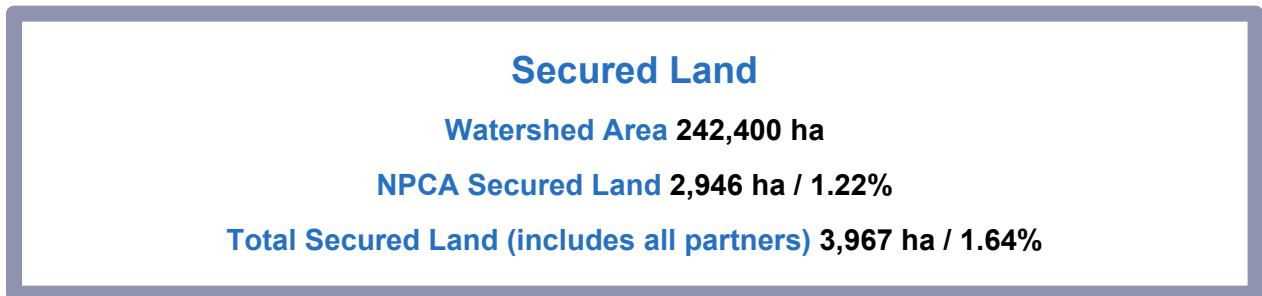 Secured Land
Watershed Area 242,400 ha
NPCA Secured Land 2,946 ha / 1.22%
Total Secured Land (includes all partners) 3,967 ha / 1.64%